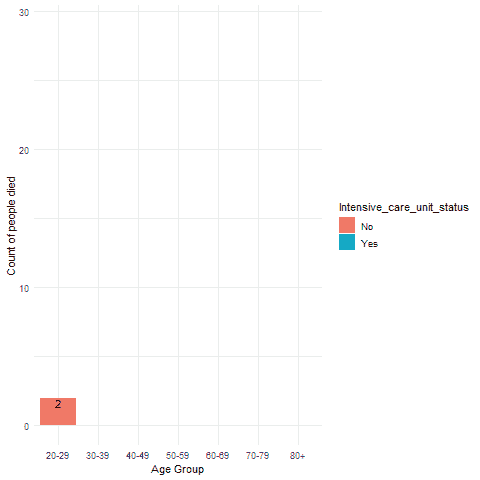 30
20
10
0
Count of people died
2
20-29
30-39
40-49
50-59
60-69
70-79
80+
Age Group
Intensive_care_unit_status
No
Yes